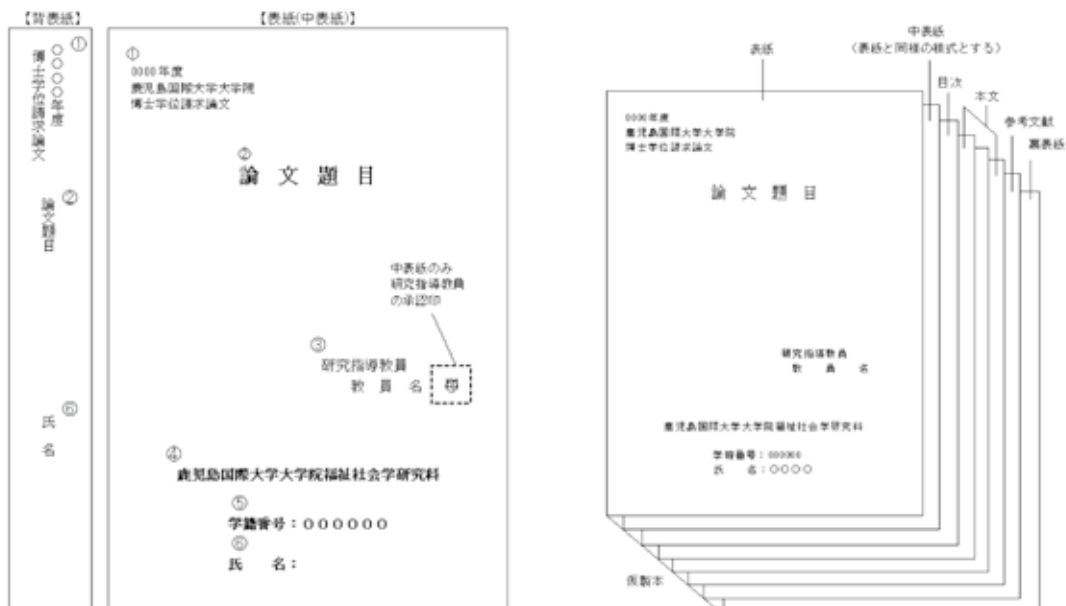 【背表紙】
①
〇〇〇〇年度
博士学位請求論文
②
論文題目
⑥
氏
名
【表紙(中表紙)】
①
0000年度
鹿児島国際大学大学院
博士学位請求論文
②
論文題目
中表紙のみ
研究指導教員
の承認印
③
研究指導教員
教員名 ㊞
④
鹿児島国際大学大学院福祉社会学研究科
⑤
学籍番号：〇〇〇〇〇〇
⑥
氏　名：
表紙
中表紙
（表紙と同様の様式とする）
目次
本文
参考文献
裏表紙
0000年度
鹿児島国際大学大学院
博士学位請求論文
論文題目
研究指導教員
教員名
鹿児島国際大学大学院福祉社会学研究科
学籍番号：000000
氏　名：〇〇〇〇
仮製本